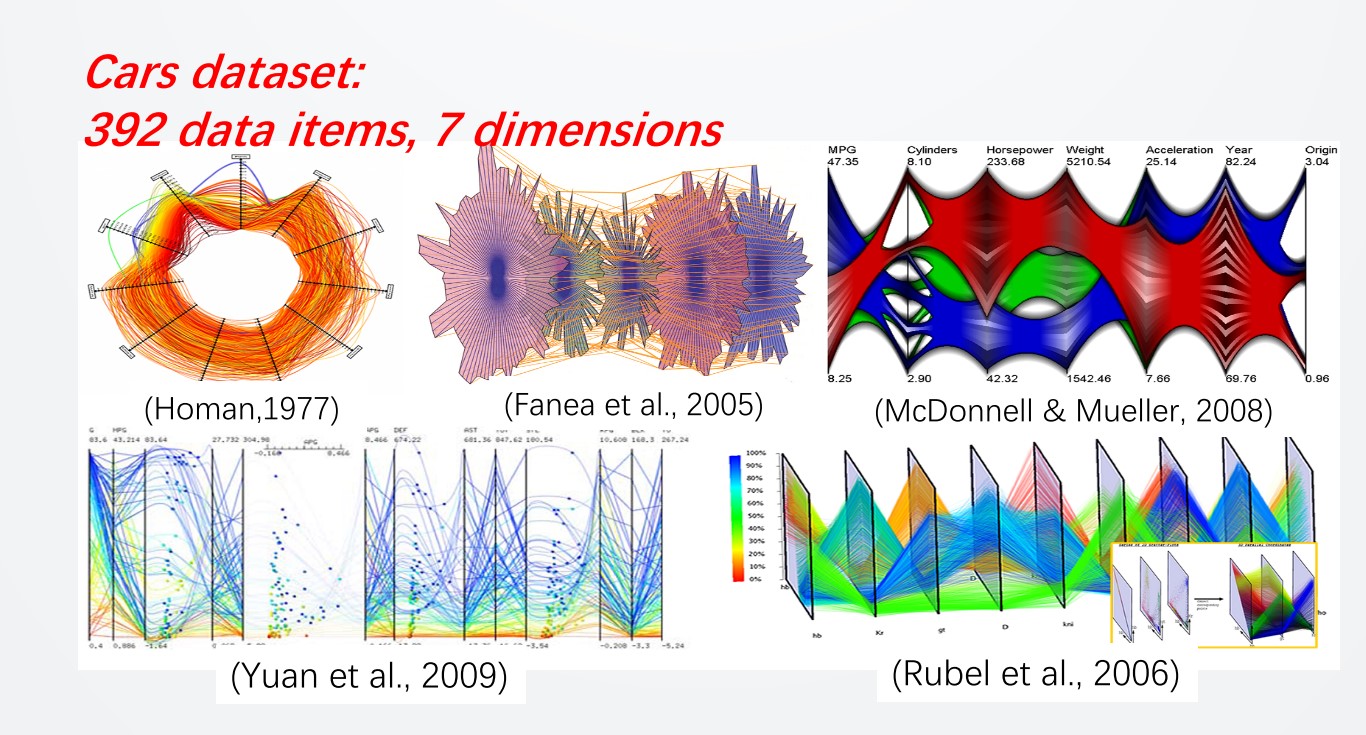 Cars dataset:
392 data items, 7 dimensions
MPG Cylinders Horsepower Weight Acceleration Year Origin
47.35 8.10 233.68 5210.54 25.14 82.24 3.04
8.25 2.90 42.32 1542.46 7.66 69.76 0.96
(Homan,1977)
(Fanea et al., 2005)
(McDonnell & Mueller, 2008)
G MPG
83.6 43.214 83.64 27.732 304.98
APG
-0.168 8.466
WPG DEF AST
8.466 674.22 681.36 847.62 180.54 10.608 168.3 267.24
0.4 0.886 -1.64
-3.54 -0.208 -3.3 -5.24
100%
90%
80%
70%
60%
50%
40%
30%
20%
10%
0%
hb
hb Kr gt D kni
D
(Yuan et al., 2009)
(Rubel et al., 2006)